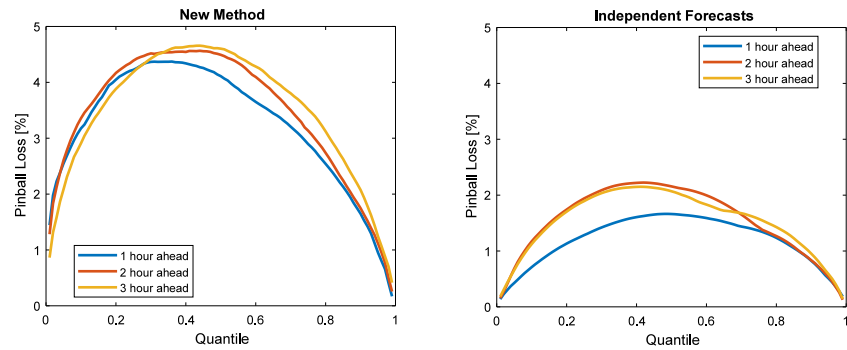 New Method
Pinball Loss [%]
5
4
3
2
1
0
1 hour ahead
2 hour ahead
3 hour ahead
0
0.2
0.4
0.6
0.8
1
Quantile
Independent Forecasts
Pinball Loss [%]
5
4
3
2
1
0
1 hour ahead
2 hour ahead
3 hour ahead
0
0.2
0.4
0.6
0.8
1
Quantile